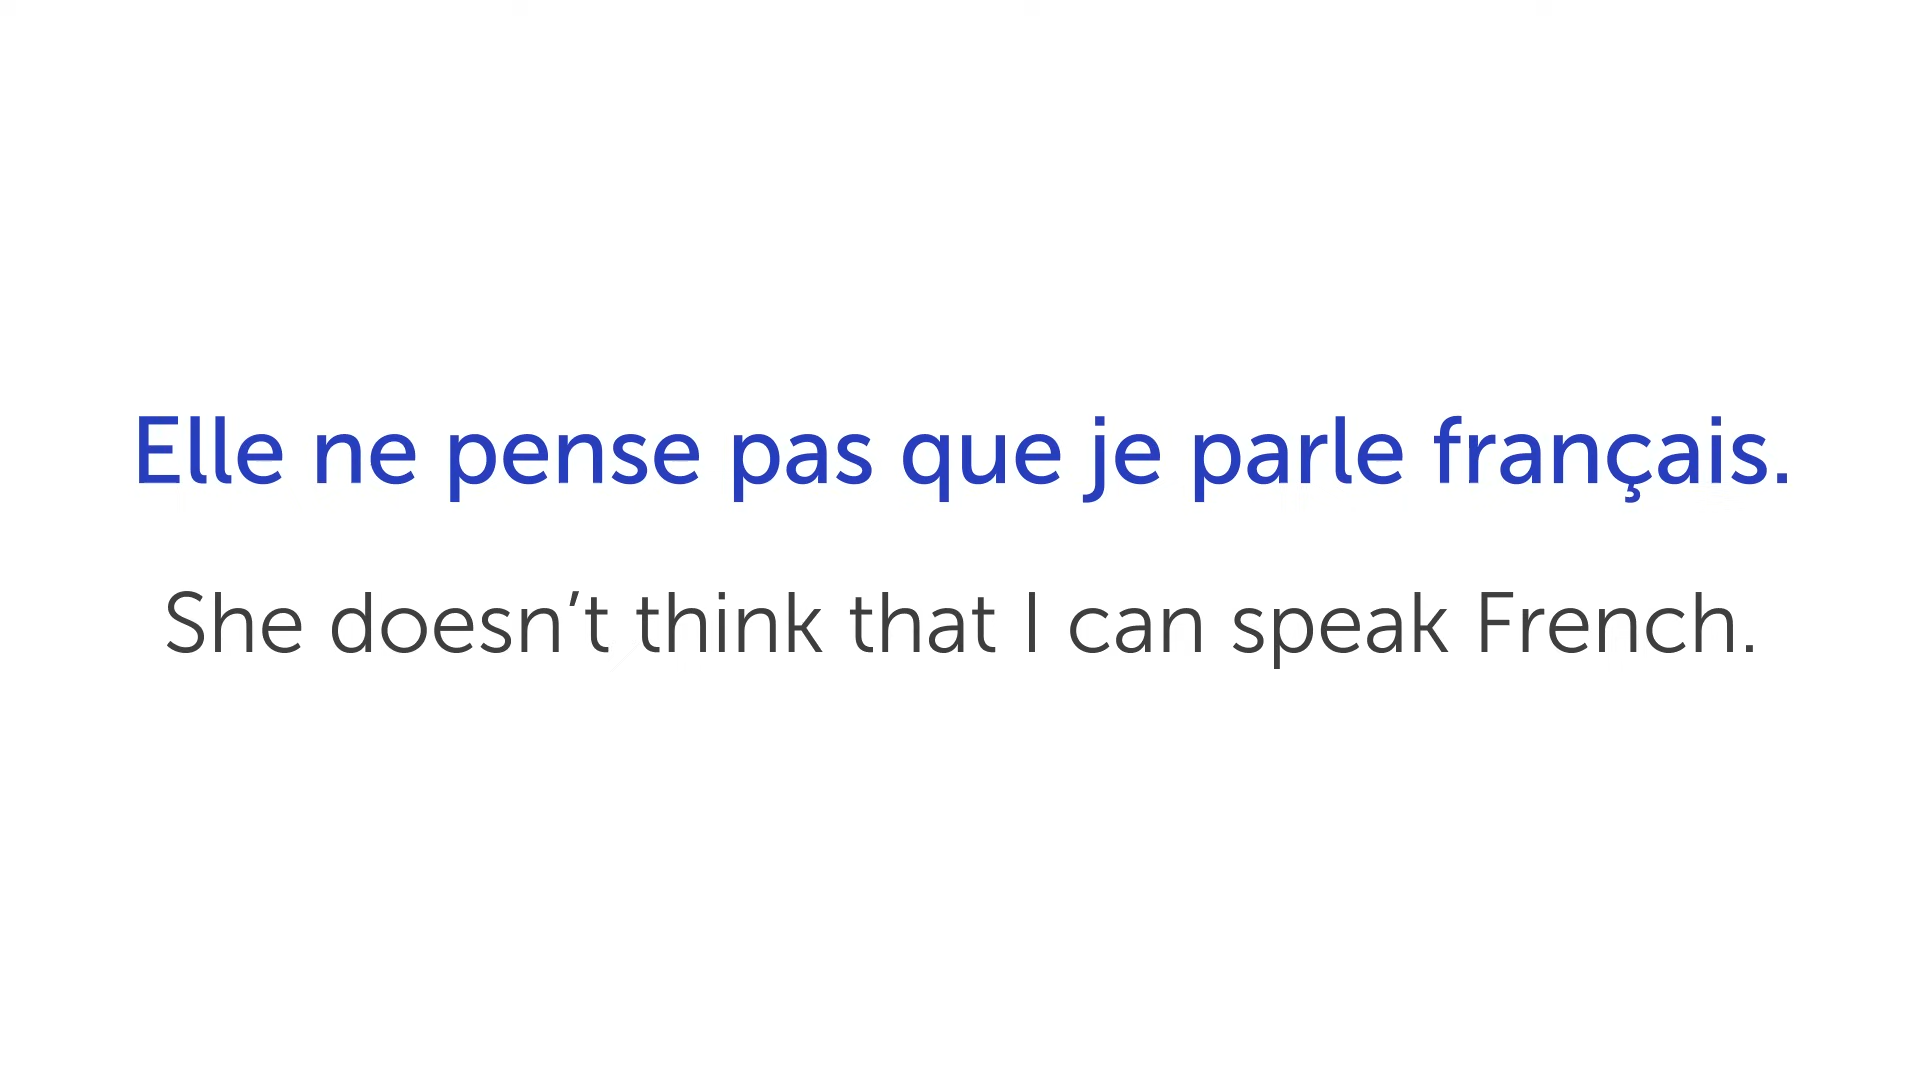 Elle ne pense pas que je parle français.
She doesn’t think that I can speak French.